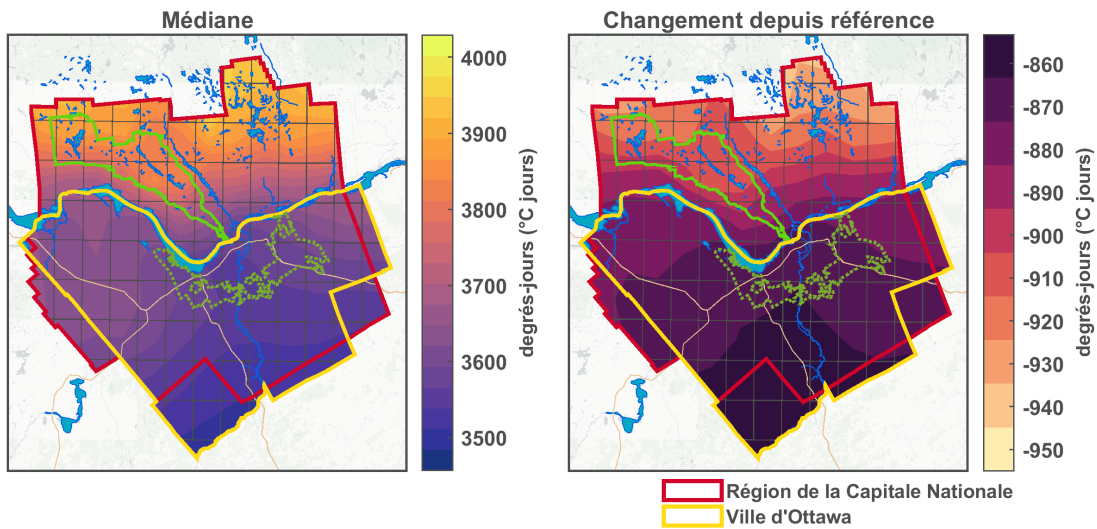 Médiane
Changement depuis référence
4000
3900
3800
3700
3600
3500
degrés-jours (°C jours)
-860
-870
-880
-890
-900
-910
-920
-930
-940
-950
degrés-jours (°C jours)
Région de la Capitale Nationale
Ville d'Ottawa